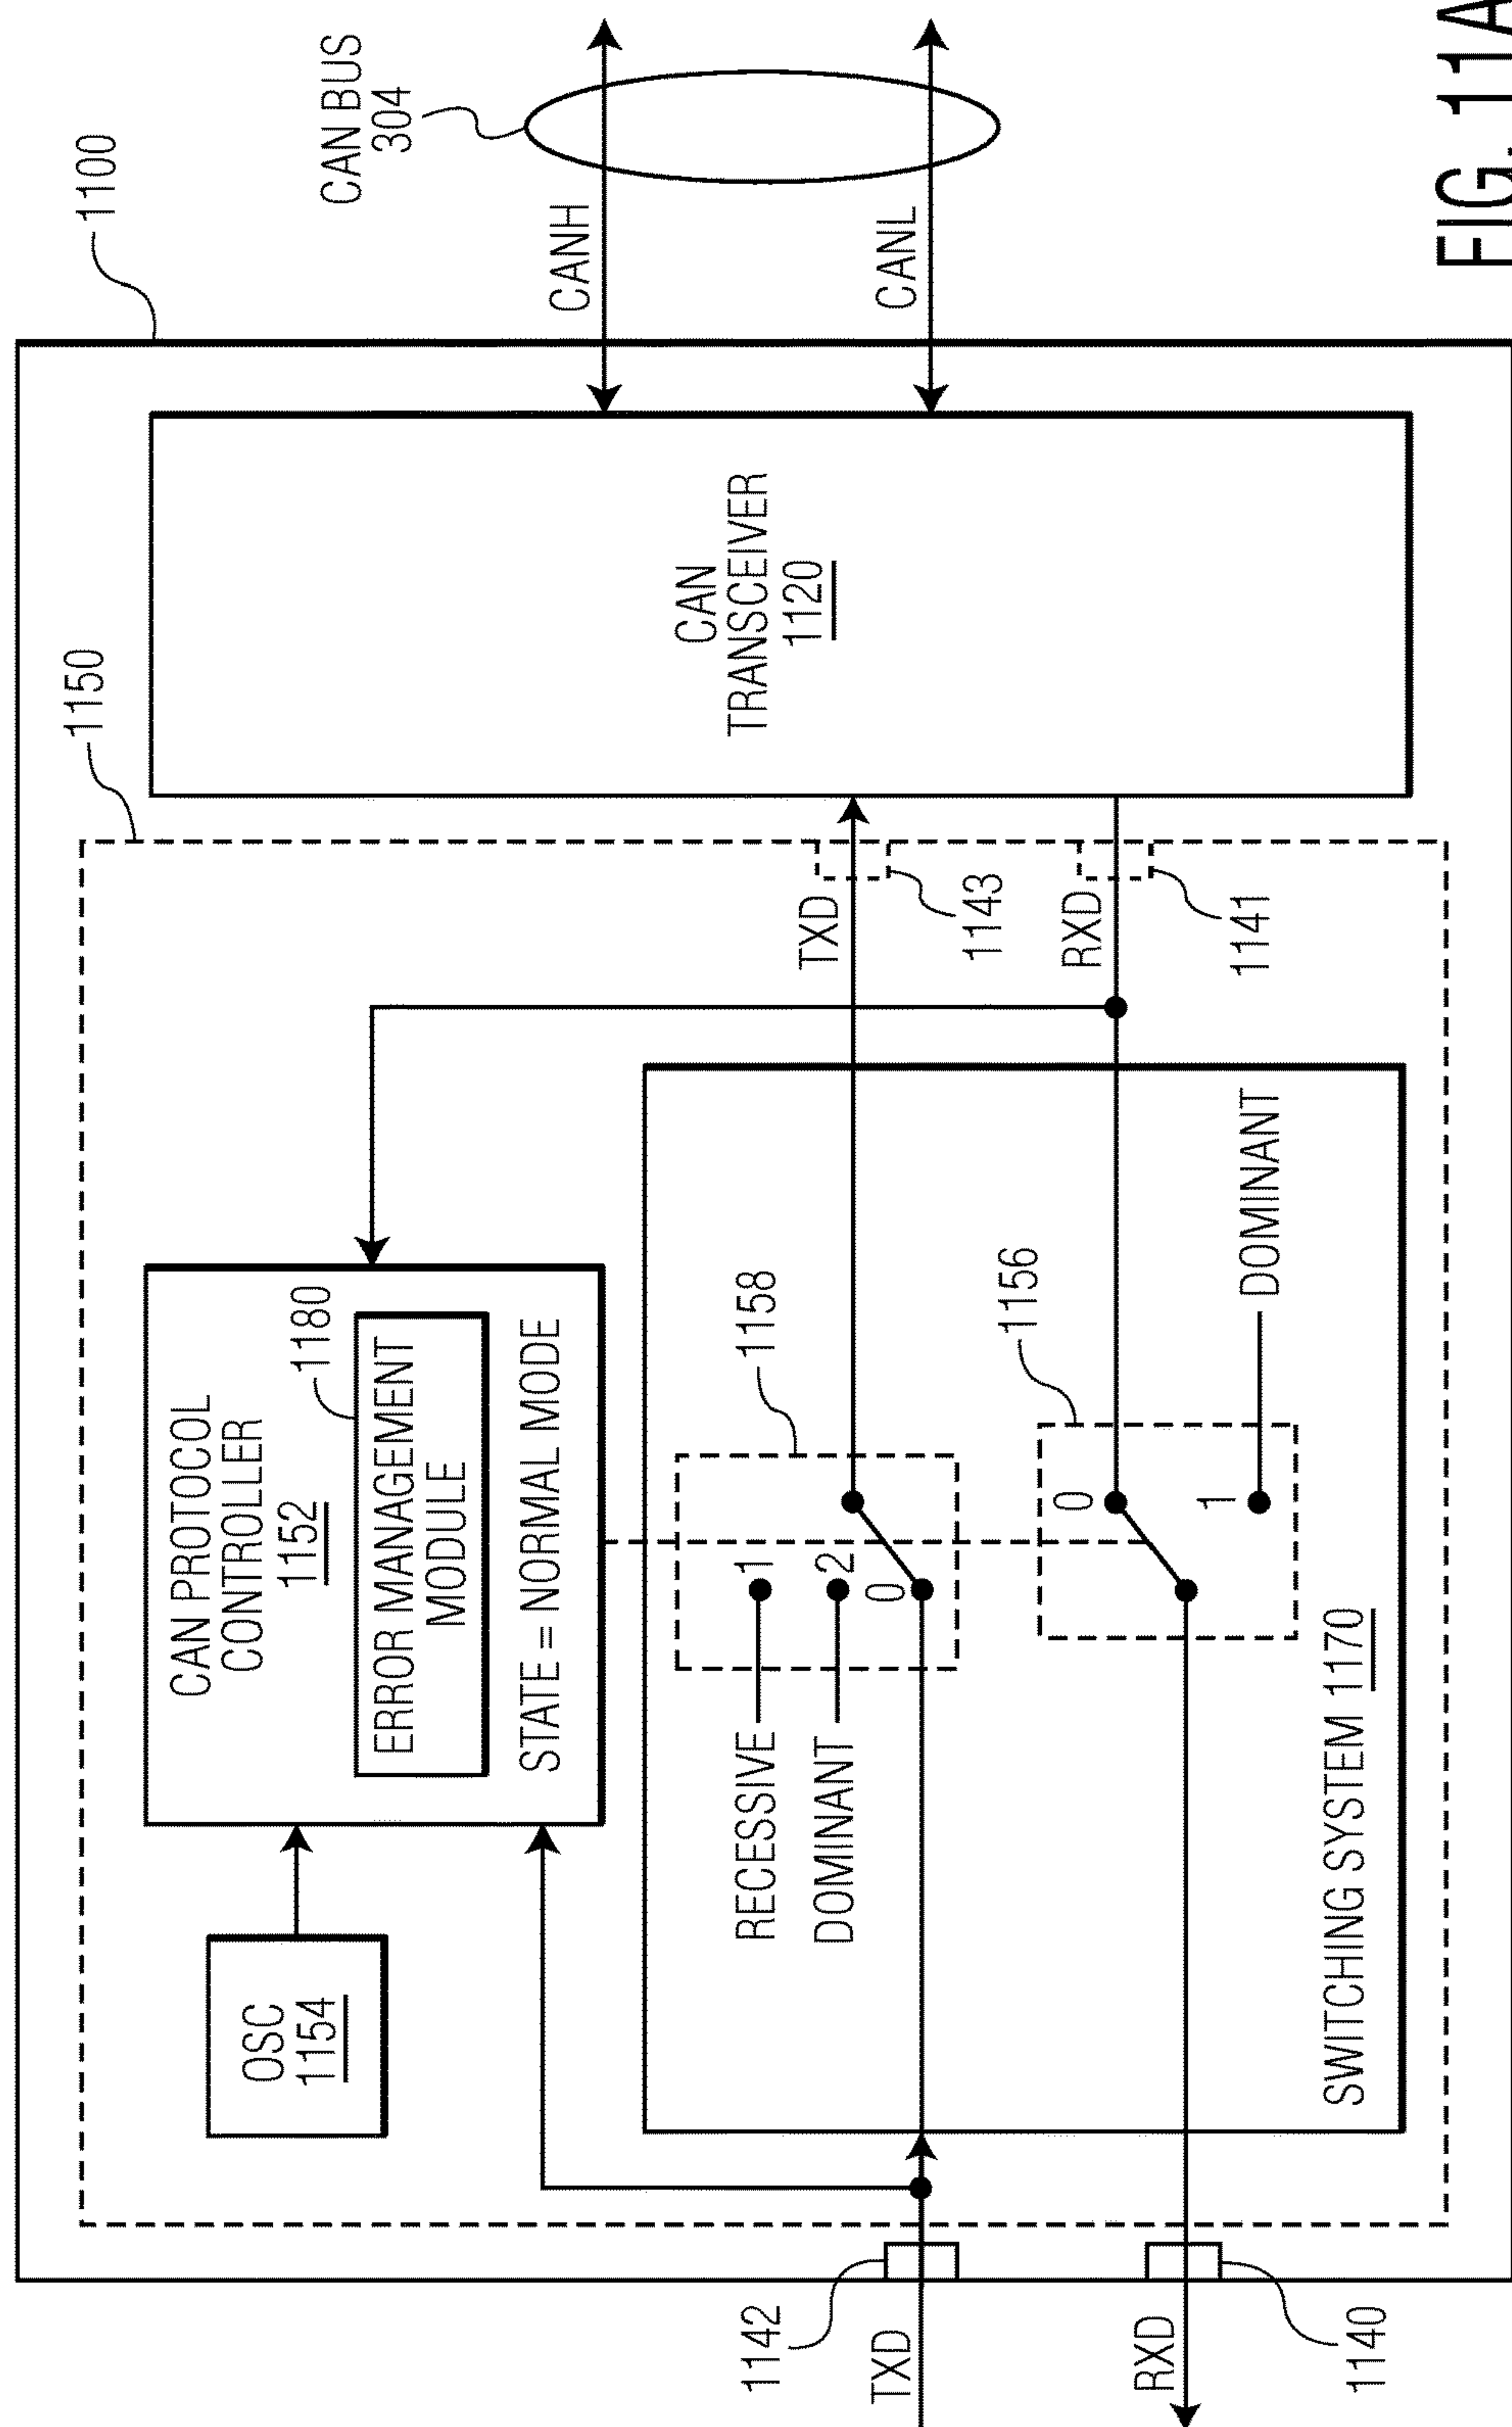 1100
CAN BUS
304
1150
CANH
CANL
CAN
TRANSCEIVER
1120
OSC
1154
CAN PROTOCOL
CONTROLLER
1152
1180
ERROR MANAGEMENT
MODULE
STATE = NORMAL MODE
TXD
1143
RXD
1141
RECESSIVE
DOMINANT
1
2
0
1158
1156
0
1
DOMINANT
SWITCHING SYSTEM 1170
1142
TXD
RXD
1140
FIG. 11A